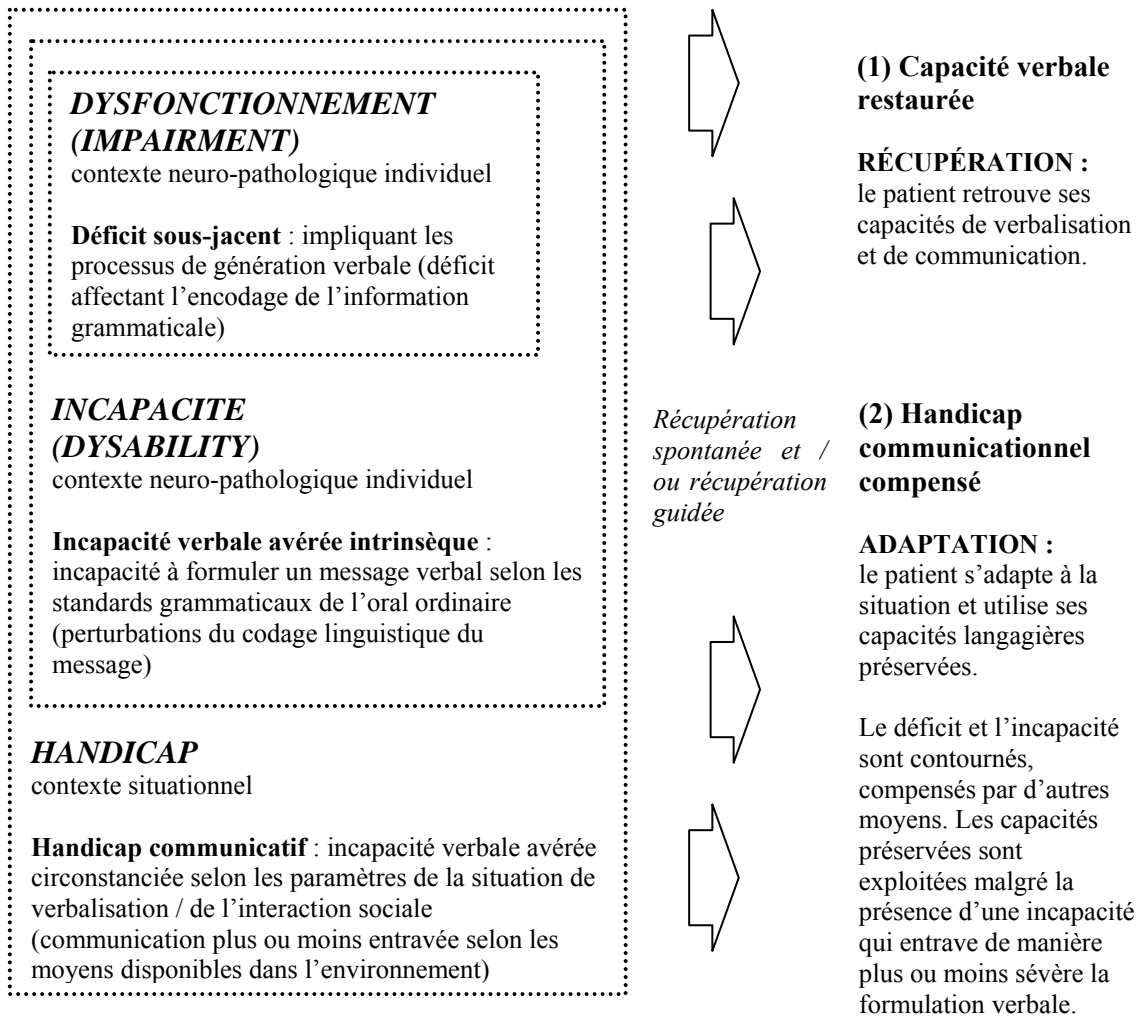 DYSFONCTIONNEMENT
(IMPAIRMENT)
contexte neuro-pathologique individuel
Déficit sous-jacent : impliquant les
processus de génération verbale (déficit
affectant l’encodage de l’information
grammaticale)
INCAPACITE
(DYSABILITY)
contexte neuro-pathologique individuel
Incapacité verbale avérée intrinsèque :
incapacité à formuler un message verbal selon les
standards grammaticaux de l’oral ordinaire
(perturbations du codage linguistique du
message)
HANDICAP
contexte situationnel
Handicap communicatif : incapacité verbale avérée
circonstanciée selon les paramètres de la situation de
verbalisation / de l’interaction sociale
(communication plus ou moins entravée selon les
moyens disponibles dans l’environnement)
Récupération
spontanée et /
ou récupération
guidée
(1) Capacité verbale
restaurée
RÉCUPÉRATION :
le patient retrouve ses
capacités de verbalisation
et de communication.
(2) Handicap
communicationnel
compensé
ADAPTATION :
le patient s’adapte à la
situation et utilise ses
capacités langagières
préservées.
Le déficit et l’incapacité
sont contournés,
compensés par d’autres
moyens. Les capacités
préservées sont
exploitées malgré la
présence d’une incapacité
qui entrave de manière
plus ou moins sévère la
formulation verbale.